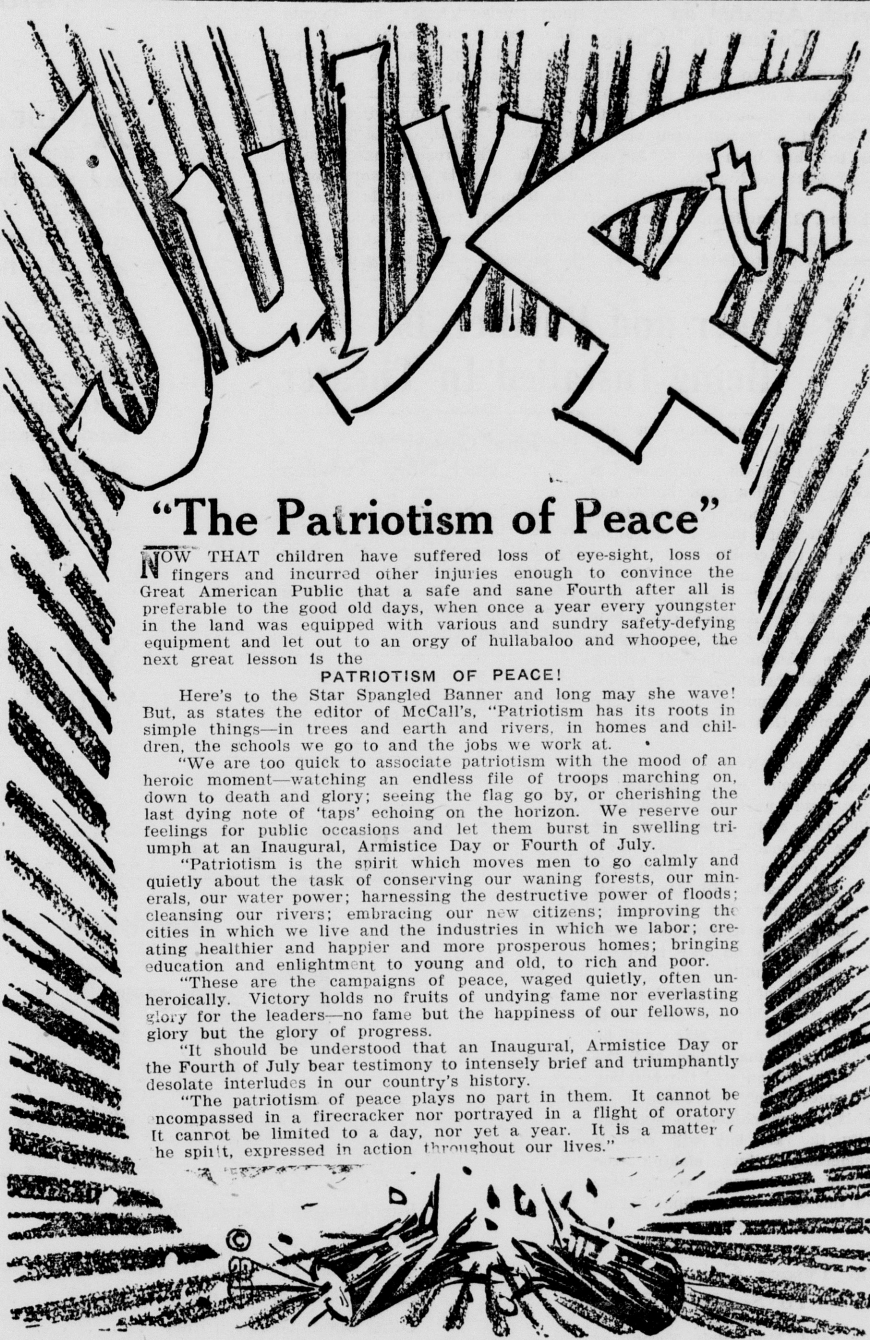 July 4th
"The Patriotism of Peace"
NOW THAT children have suffered loss of eye-sight, loss of
fingers and incurred other injuries enough to convince the
Great American Public that a safe and sane Fourth after all is
preferable to the good old days, when once a year every youngster
in the land was equipped with various and sundry safety-defying
equipment and let out to an orgy of hullabaloo and whoopee, the
next great lesson is the
PATRIOTISM OF PEACE!
Here's to the Star Spangled Banner and long may she wave!
But, as states the editor of McCall's, "Patriotism has its roots in
simple things—in trees and earth and rivers, in homes and chil-
dren, the schools we go to and the jobs we work at.
"We are too quick to associate patriotism with the mood of an
heroic moment—watching an endless file of troops marching on,
down to death and glory; seeing the flag go by, or cherishing the
last dying note of 'taps' echoing on the horizon. We reserve our
feelings for public occasions and let them burst in swelling tri-
umph at an Inaugural, Armistice Day or Fourth of July.
"Patriotism is the spirit which moves men to go calmly and
quietly about the task of conserving our waning forests, our min-
erals, our water power; harnessing the destructive power of floods;
cleansing our rivers; embracing our new citizens; improving the
cities in which we live and the industries in which we labor; cre-
ating healthier and happier and more prosperous homes; bringing
education and enlightment to young and old, to rich and poor.
"These are the campaigns of peace, waged quietly, often un-
heroically. Victory holds no fruits of undying fame nor everlasting
glory for the leaders—no fame but the happiness of our fellows, no
glory but the glory of progress.
"It should be understood that an Inaugural, Armistice Day or
the Fourth of July bear testimony to intensely brief and triumphantly
desolate interludes in our country's history.
"The patriotism of peace plays no part in them. It cannot be
ncompassed in a firecracker nor portrayed in a flight of oratory
It cannot be limited to a day, nor yet a year. It is a matter
he spirit, expressed in action throughout our lives."
©